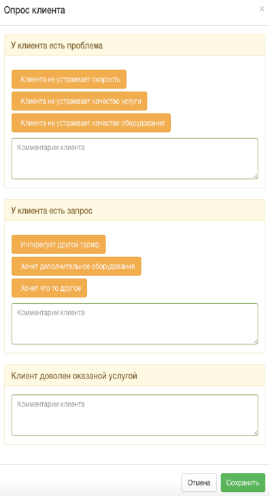 Опрос клиента ×
У клиента есть проблема
Клиента не устраивает скорость
Клиента не устраивает качество услуги
Клиента не устраивает качество оборудования
Комментарии клиента
У клиента есть запрос
Интересует другой тариф
Хочет дополнительное оборудование
Хочет что то другое
Комментарии клиента
Клиент доволен оказаной услугой
Комментарии клиента
Отмена Сохранить